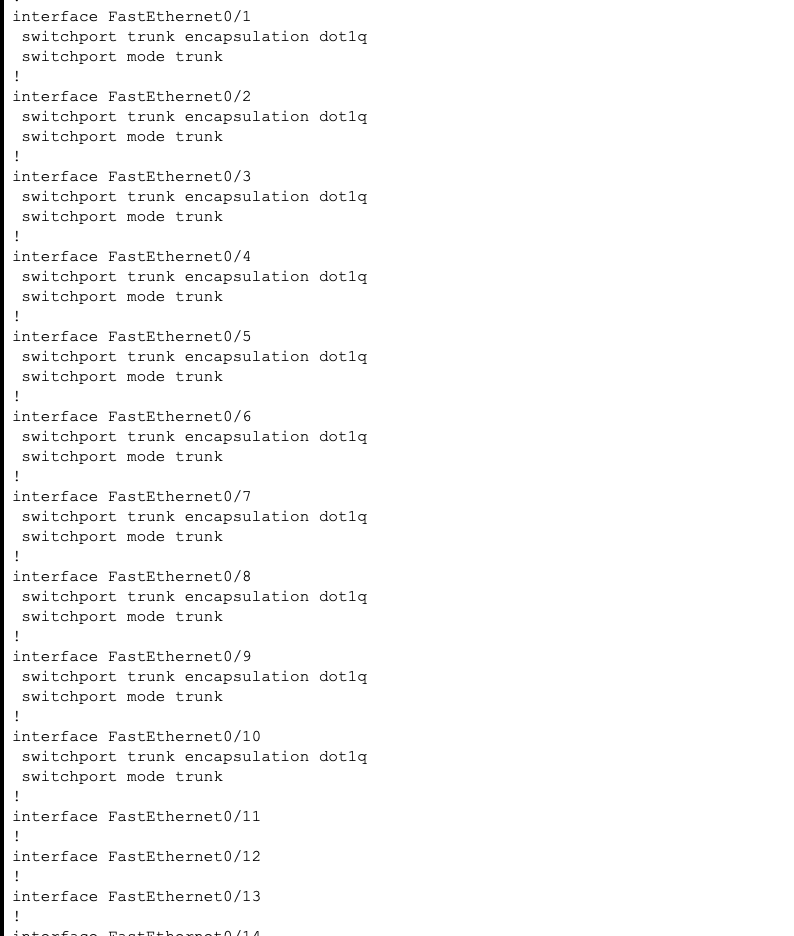 interface FastEthernet0/1
switchport trunk encapsulation dot1q
switchport mode trunk
!
interface FastEthernet0/2
switchport trunk encapsulation dot1q
switchport mode trunk
!
interface FastEthernet0/3
switchport trunk encapsulation dot1q
switchport mode trunk
!
interface FastEthernet0/4
switchport trunk encapsulation dot1q
switchport mode trunk
!
interface FastEthernet0/5
switchport trunk encapsulation dot1q
switchport mode trunk
!
interface FastEthernet0/6
switchport trunk encapsulation dot1q
switchport mode trunk
!
interface FastEthernet0/7
switchport trunk encapsulation dot1q
switchport mode trunk
!
interface FastEthernet0/8
switchport trunk encapsulation dot1q
switchport mode trunk
!
interface FastEthernet0/9
switchport trunk encapsulation dot1q
switchport mode trunk
!
interface FastEthernet0/10
switchport trunk encapsulation dot1q
switchport mode trunk
!
interface FastEthernet0/11
!
interface FastEthernet0/12
!
interface FastEthernet0/13
!
interface FastEthernet0/14